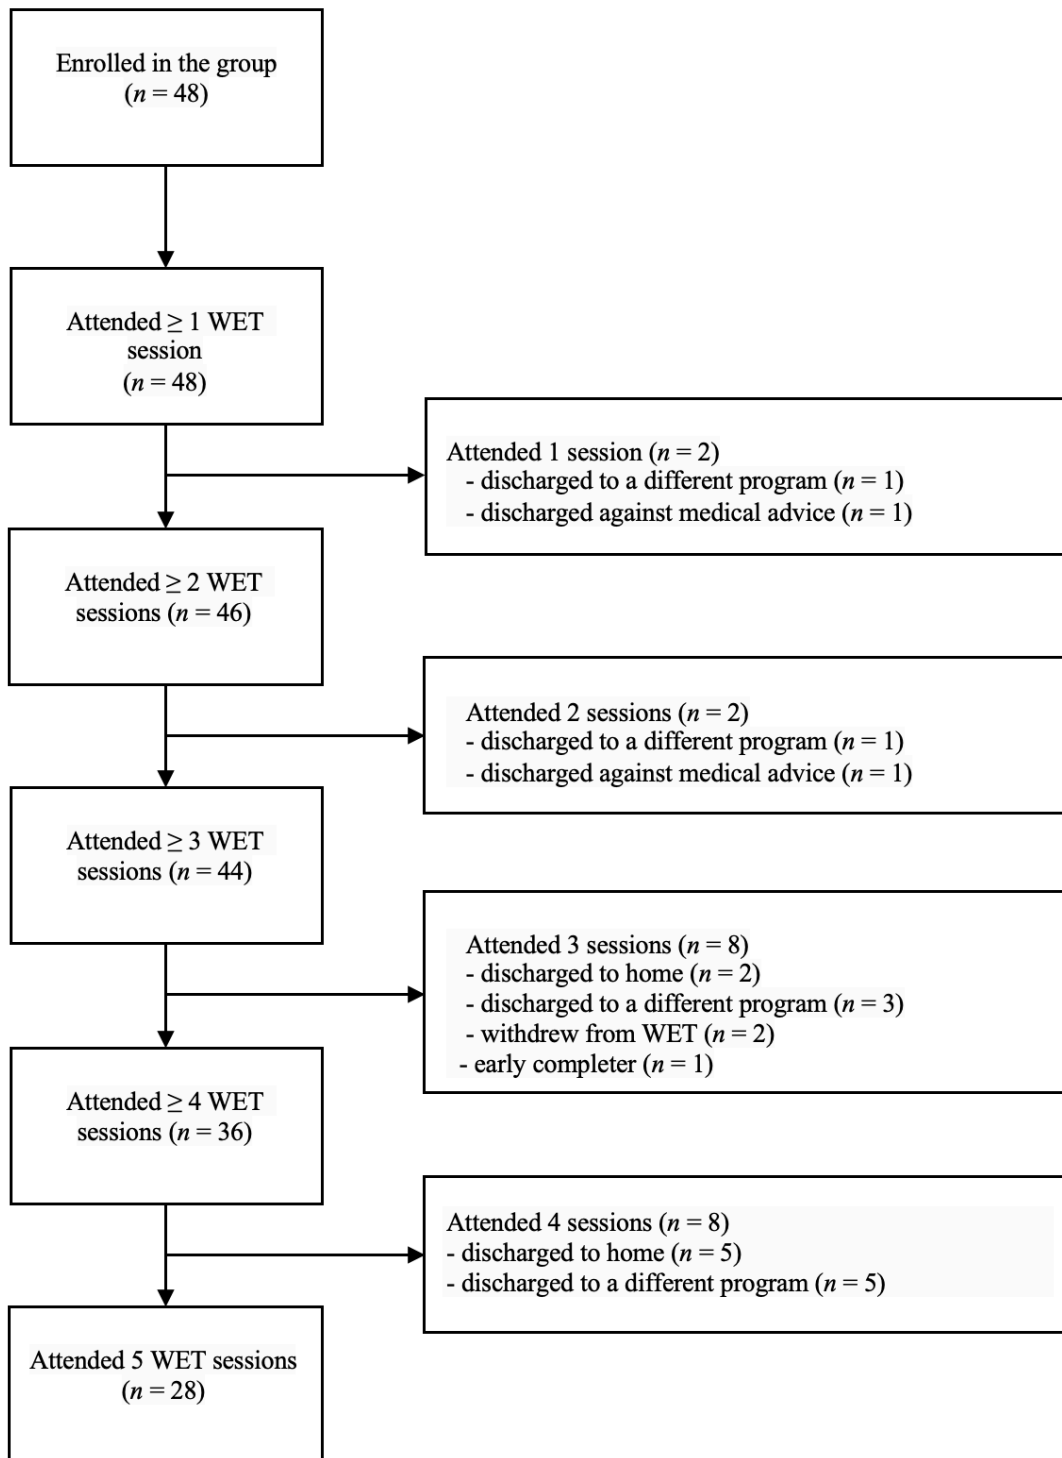 Enrolled in the group
(n = 48)
Attended ≥ 1 WET
session
(n = 48)
Attended 1 session (n = 2)
- discharged to a different program (n = 1)
- discharged against medical advice (n = 1)
Attended ≥ 2 WET
sessions (n = 46)
Attended 2 sessions (n = 2)
- discharged to a different program (n = 1)
- discharged against medical advice (n = 1)
Attended ≥ 3 WET
sessions (n = 44)
Attended 3 sessions (n = 8)
- discharged to home (n = 2)
- discharged to a different program (n = 3)
- withdrew from WET (n = 2)
- early completer (n = 1)
Attended ≥ 4 WET
sessions (n = 36)
Attended 4 sessions (n = 8)
- discharged to home (n = 5)
- discharged to a different program (n = 5)
Attended 5 WET sessions
(n = 28)